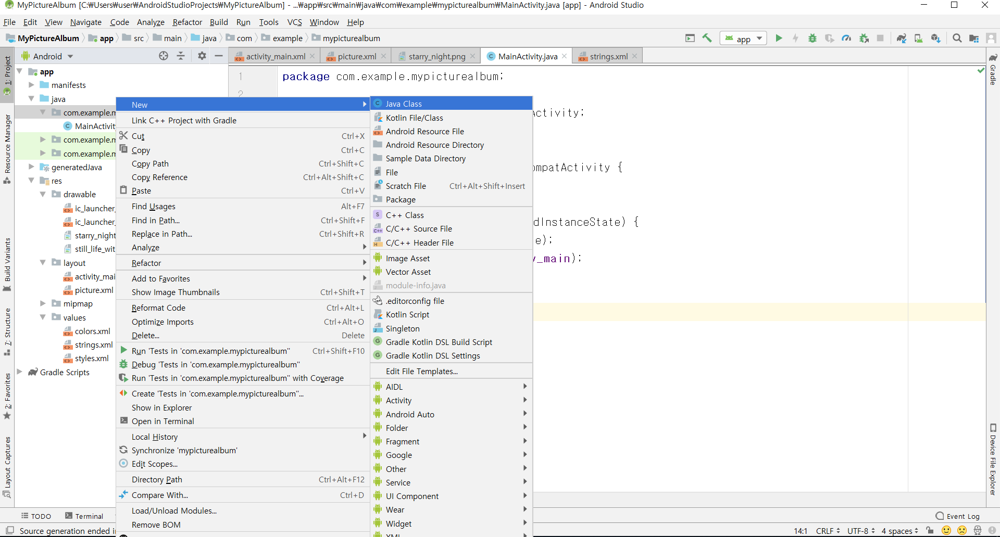 MyPictureAlbum [C:₩Users₩user₩AndroidStudioProjects₩MyPictureAlbum] - ...₩app₩src₩main₩java₩com₩example₩mypicturealbum₩MainActivity.java [app] - Android Studio
File Edit View Navigate Code Analyze Refactor Build Run Tools VCS Window Help
MyPictureAlbum app src main java com example mypicturealbum app
Android activity_main.xml picture.xml starry_night.png MainActivity.java strings.xml
1: Project
Resource Manager
Build Variants
7: Structure
2: Favorites
Layout Captures
app
manifests
java
com.example.m
MainActivit
com.example.m
com.example.m
generatedJava
res
drawable
ic_launcher_
ic_launcher_
starry_night
still_life_wit
layout
activity_mai
picture.xml
mipmap
values
colors.xml
strings.xml
styles.xml
Gradle Scripts
New
Link C++ Project with Gradle
Cut Ctrl+X
Copy Ctrl+C
Copy Path Ctrl+Shift+C
Copy Reference Ctrl+Alt+Shift+C
Paste Ctrl+V
Find Usages Alt+F7
Find in Path... Ctrl+Shift+F
Replace in Path... Ctrl+Shift+R
Analyze
Refactor
Add to Favorites
Show Image Thumbnails Ctrl+Shift+T
Reformat Code Ctrl+Alt+L
Optimize Imports Ctrl+Alt+O
Delete... Delete
Run 'Tests in 'com.example.mypicturealbum'' Ctrl+Shift+F10
Debug 'Tests in 'com.example.mypicturealbum''
Run 'Tests in 'com.example.mypicturealbum'' with Coverage
Create 'Tests in 'com.example.mypicturealbum''...
Show in Explorer
Open in Terminal
Local History
Synchronize 'mypicturealbum'
Edit Scopes...
Directory Path Ctrl+Alt+F12
Compare With... Ctrl+D
Load/Unload Modules...
Remove BOM
Java Class
Kotlin File/Class
Android Resource File
Android Resource Directory
Sample Data Directory
File
Scratch File Ctrl+Alt+Shift+Insert
Package
C++ Class
C/C++ Source File
C/C++ Header File
Image Asset
Vector Asset
module-info.java
.editorconfig file
Kotlin Script
Singleton
Gradle Kotlin DSL Build Script
Gradle Kotlin DSL Settings
Edit File Templates...
AIDL
Activity
Android Auto
Folder
Fragment
Google
Other
Service
UI Component
Wear
Widget
XML
1 package com.example.mypicturealbum;
2
Activity;
ompatActivity {
dInstanceState) {
e);
y_main);
Gradle
Device File Explorer
TODO Terminal Event Log
Source generation ended i 14:1 CRLF UTF-8 4 spaces